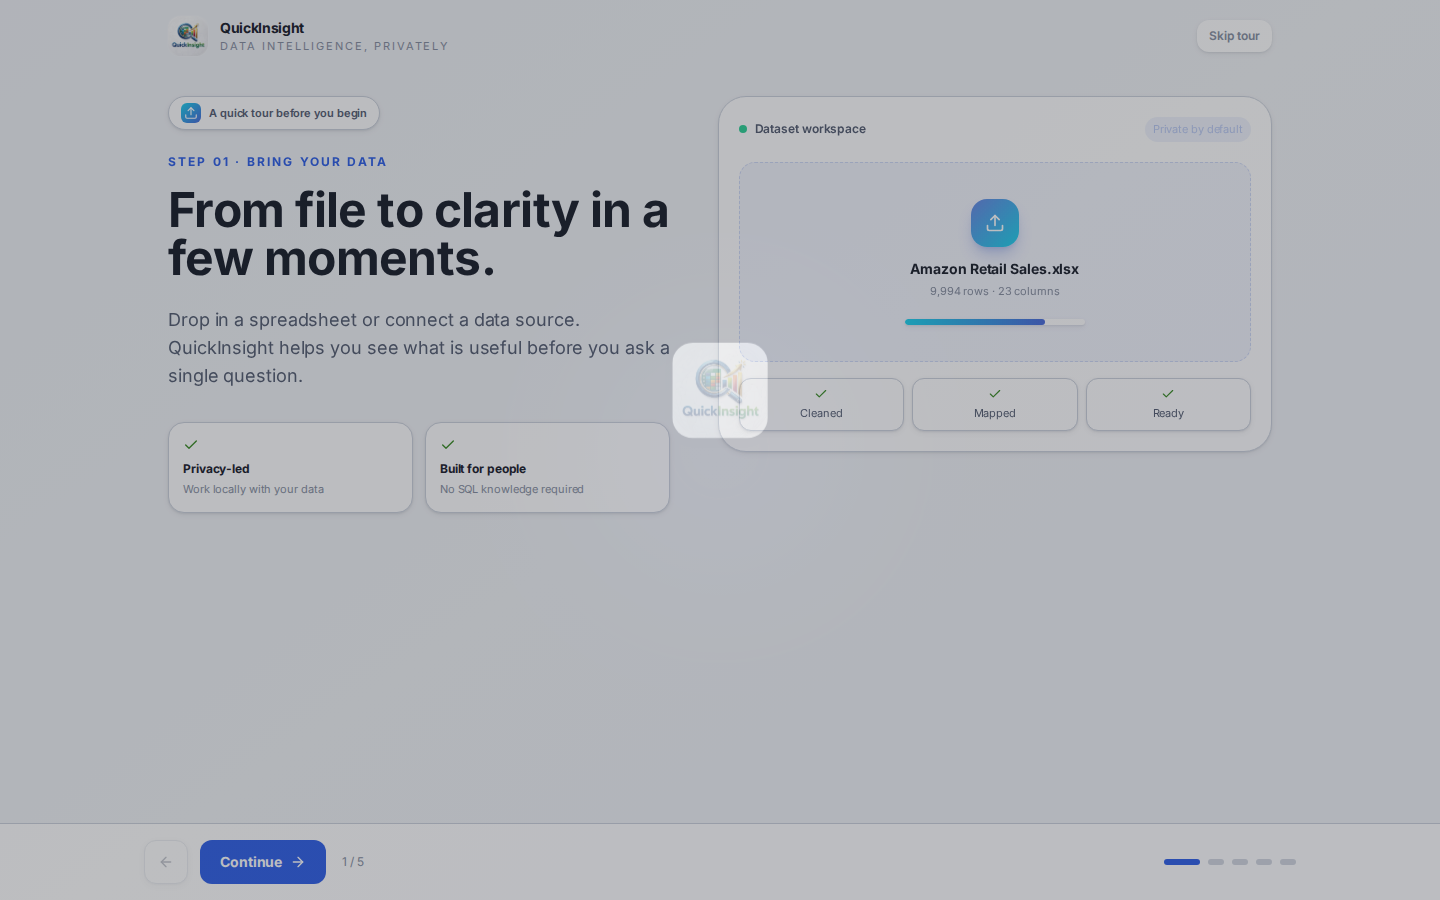 QuickInsight
DATA INTELLIGENCE, PRIVATELY
Skip tour
QuickInsight
A quick tour before you begin
STEP 01 · BRING YOUR DATA
From file to clarity in a
few moments.
Drop in a spreadsheet or connect a data source.
QuickInsight helps you see what is useful before you ask a
single question.
Privacy-led
Work locally with your data
Built for people
No SQL knowledge required
Dataset workspace
Private by default
Amazon Retail Sales.xlsx
9,994 rows · 23 columns
QuickInsight
Cleaned
Mapped
Ready
Continue
1 / 5